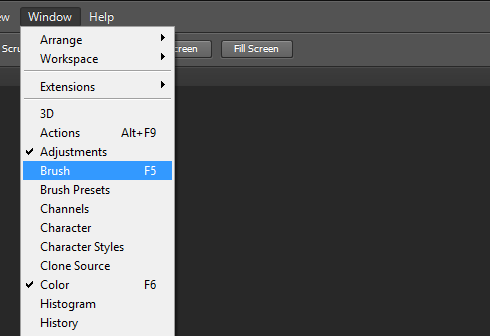 ew Window Help
Scru
creen Fill Screen
Arrange
Workspace
Extensions
3D
Actions Alt+F9
Adjustments
Brush F5
Brush Presets
Channels
Character
Character Styles
Clone Source
Color F6
Histogram
History